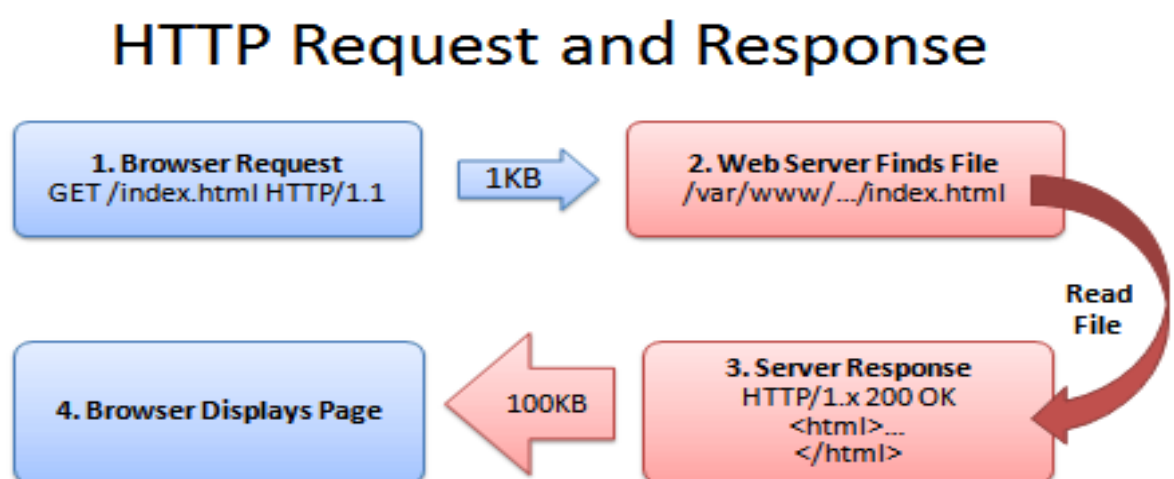 HTTP Request and Response
1. Browser Request
GET /index.html HTTP/1.1
1KB
2. Web Server Finds File
/var/www/.../index.html
Read
File
3. Server Response
HTTP/1.x 200 OK
<html>...
</html>
100KB
4. Browser Displays Page